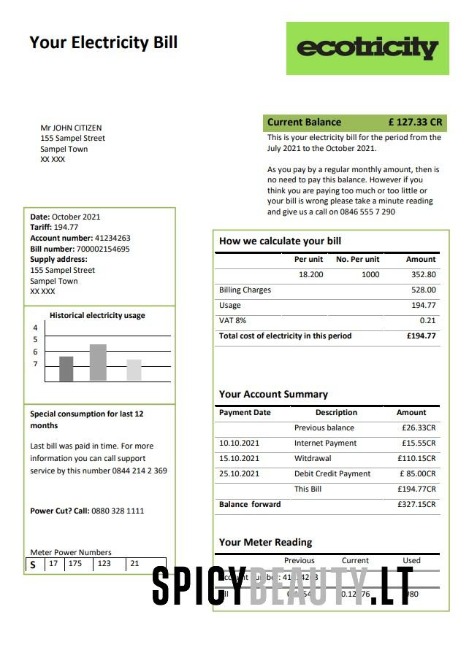 Your Electricity Bill
ecotricity
Mr JOHN CITIZEN
155 Sampel Street
Sampel Town
XX XXX
Current Balance £ 127.33 CR
This is your electricity bill for the period from the
July 2021 to the October 2021.
As you pay by a regular monthly amount, then is
no need to pay this balance. However if you
think you are paying too much or too little or
your bill is wrong please take a minute reading
and give us a call on 0846 555 7 290
Date: October 2021
Tariff: 194.77
Account number: 41234263
Bill number: 700002154695
Supply address:
155 Sampel Street
Sampel Town
XX XXX
Historical electricity usage
4
5
6
7
Special consumption for last 12
months
Last bill was paid in time. For more
information you can call support
service by this number 0844 214 2 369
Power Cut? Call: 0880 328 1111
Meter Power Numbers
S 17 175 123 21
How we calculate your bill
Per unit No. Per unit Amount
18.200 1000 352.80
Billing Charges 528.00
Usage 194.77
VAT 8% 0.21
Total cost of electricity in this period £194.77
Your Account Summary
Payment Date Description Amount
Previous balance £26.33CR
10.10.2021 Internet Payment £15.55CR
15.10.2021 Witdrawal £110.15CR
25.10.2021 Debit Credit Payment £ 85.00CR
This Bill £194.77CR
Balance forward £327.15CR
Your Meter Reading
Previous Current Used
SPICYBEAUTY.LT